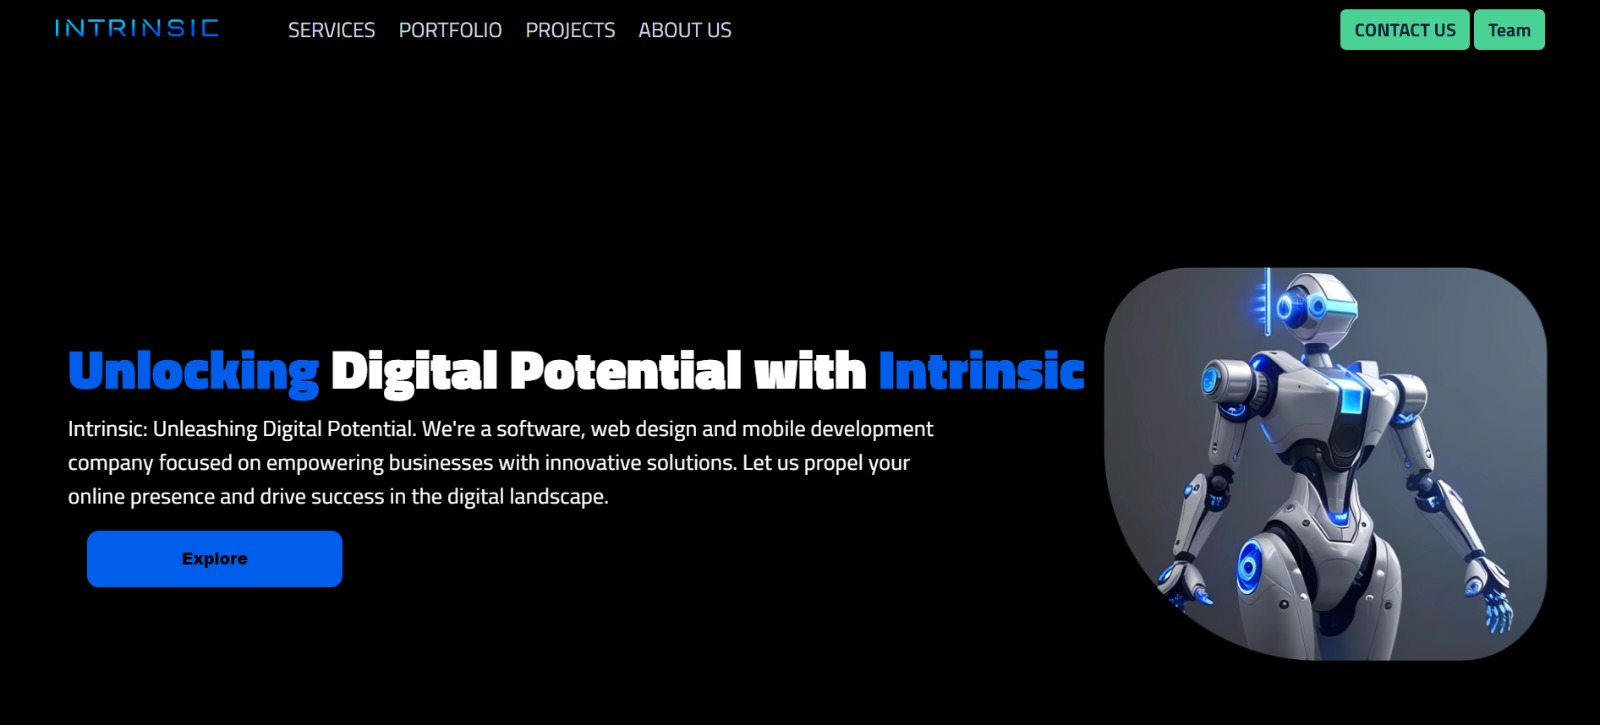 INTRINSIC
SERVICES PORTFOLIO PROJECTS ABOUT US
CONTACT US Team
Unlocking Digital Potential with Intrinsic
Intrinsic: Unleashing Digital Potential. We're a software, web design and mobile development
company focused on empowering businesses with innovative solutions. Let us propel your
online presence and drive success in the digital landscape.
Explore